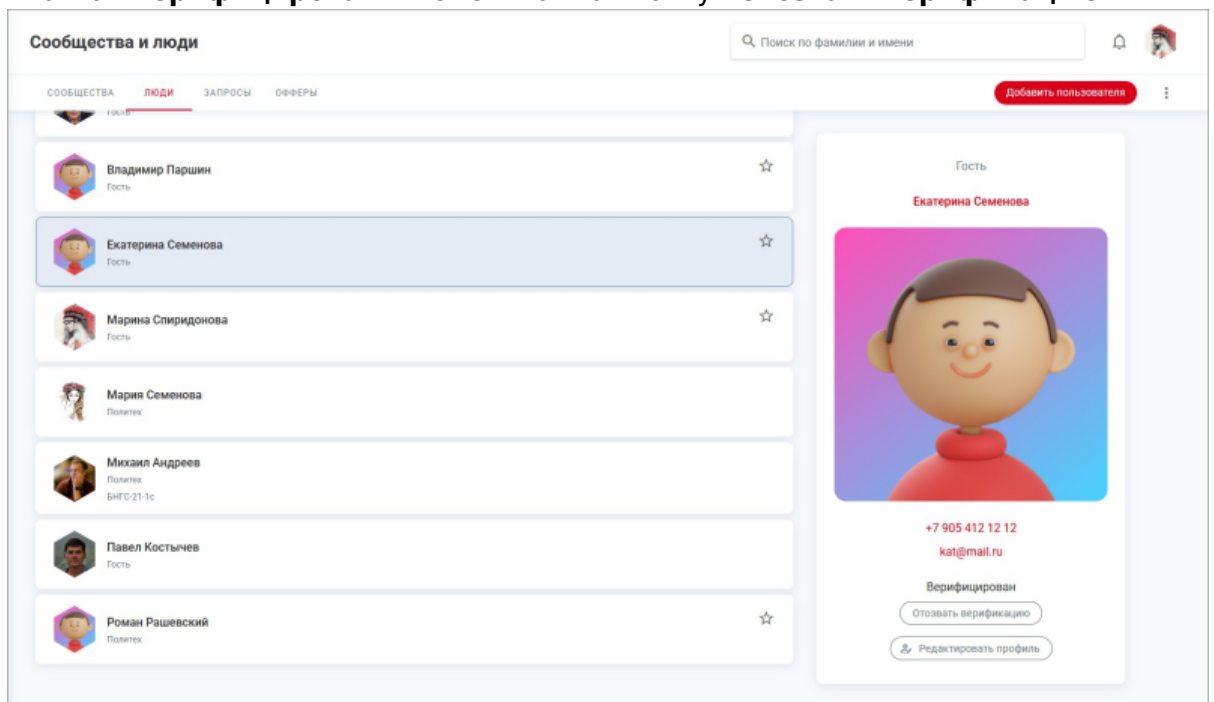 Сообщества и люди
Поиск по фамилии и имени
СООБЩЕСТВА ЛЮДИ ЗАПРОСЫ ОФФЕРЫ
Добавить пользователя
Гость
Владимир Паршин
Гость
Екатерина Семенова
Гость
Марина Спиридонова
Гость
Мария Семенова
Политех
Михаил Андреев
Политех
БНГС-21-1с
Павел Костычев
Гость
Роман Рашевский
Политех
Гость
Екатерина Семенова
+7 905 412 12 12
kat@mail.ru
Верифицирован
Отозвать верификацию
Редактировать профиль